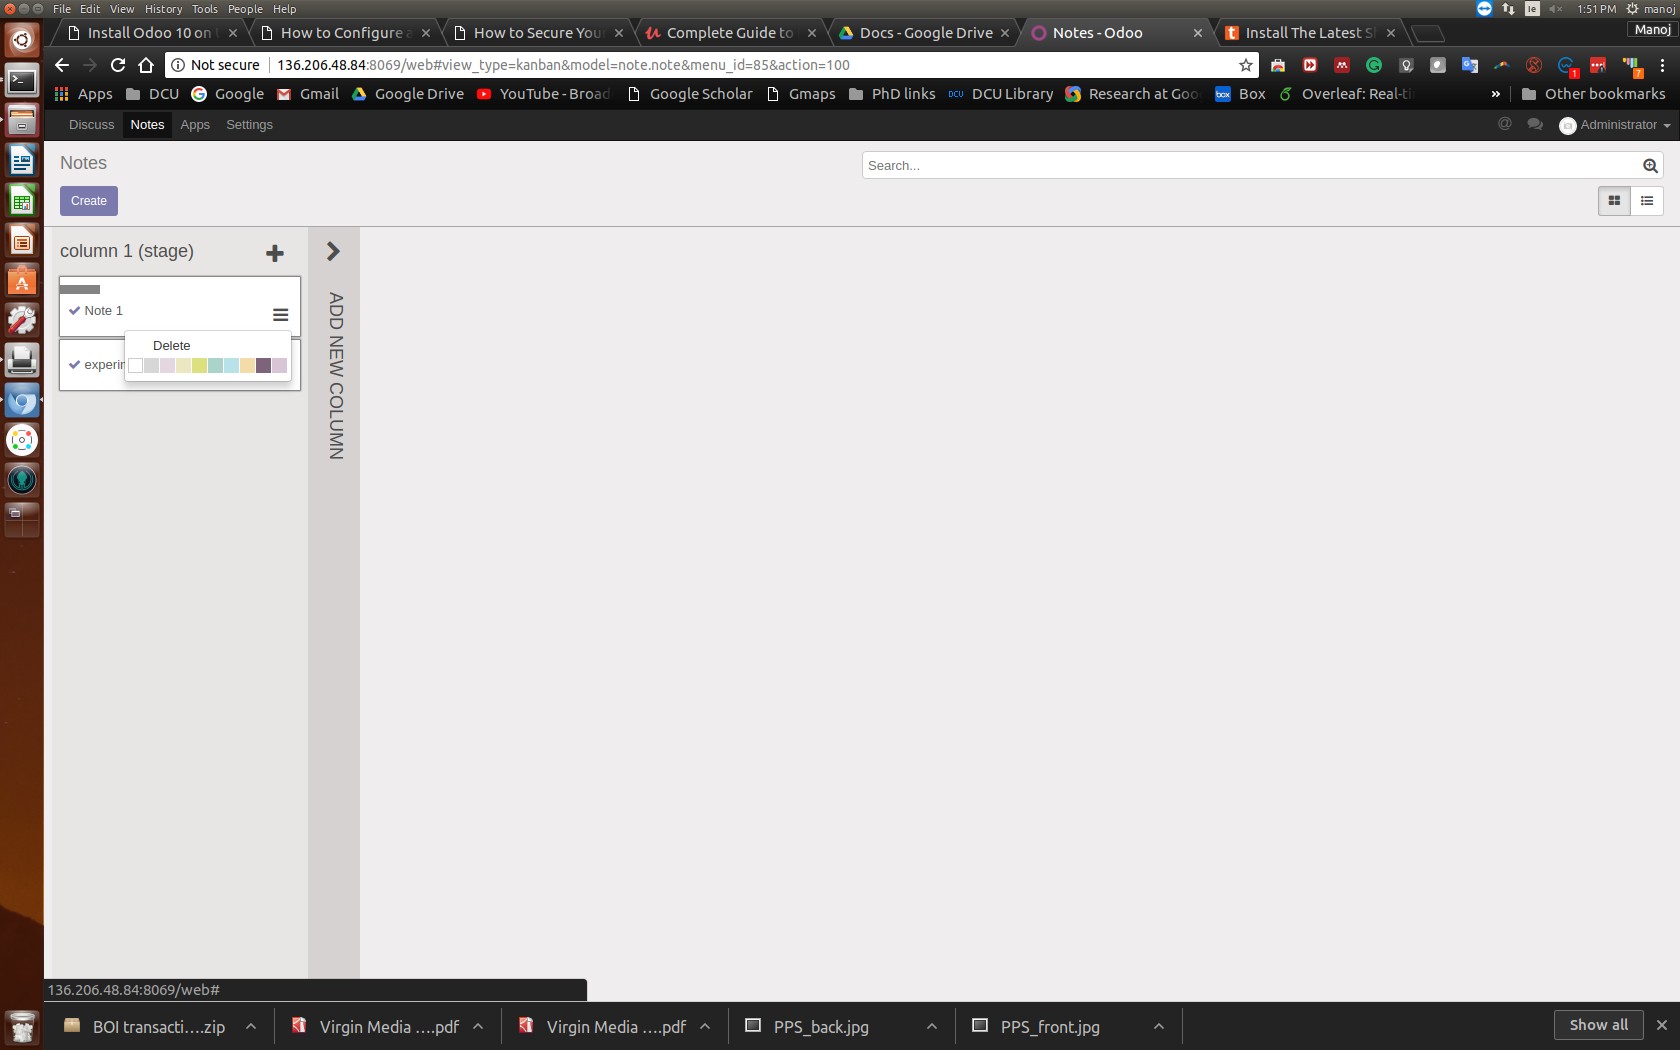 File Edit View History Tools People Help
1:51 PM manoj
Install Odoo 10 on
How to Configure a
How to Secure Your
Complete Guide to
Docs - Google Drive
Notes - Odoo
Install The Latest
Manoj
Not secure 136.206.48.84:8069/web#view_type=kanban&model=note.note&menu_id=85&action=100
Apps DCU Google Gmail Google Drive YouTube - Broad Google Scholar Gmaps PhD links DCU Library Research at Goo Box Overleaf: Real-ti » Other bookmarks
Discuss Notes Apps Settings @ Administrator
Notes
Search...
Create
column 1 (stage)
ADD NEW COLUMN
Note 1
Delete
experim
136.206.48.84:8069/web#
BOI transacti....zip
Virgin Media ....pdf
Virgin Media ....pdf
PPS_back.jpg
PPS_front.jpg
Show all